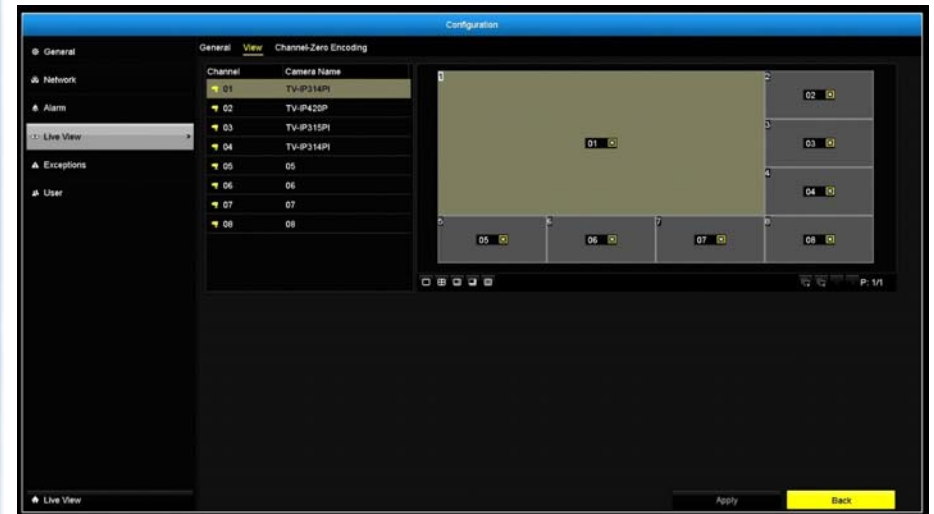 Configuration
General
Network
Alarm
Live View
Exceptions
User
Live View
General View Channel-Zero Encoding
Channel Camera Name
01 TV-IP314PI
02 TV-IP420P
03 TV-IP315PI
04 TV-IP314PI
05 05
06 06
07 07
08 08
1
01
2
02
3
03
4
04
5
05
6
06
7
07
8
08
P: 1/1
Apply Back